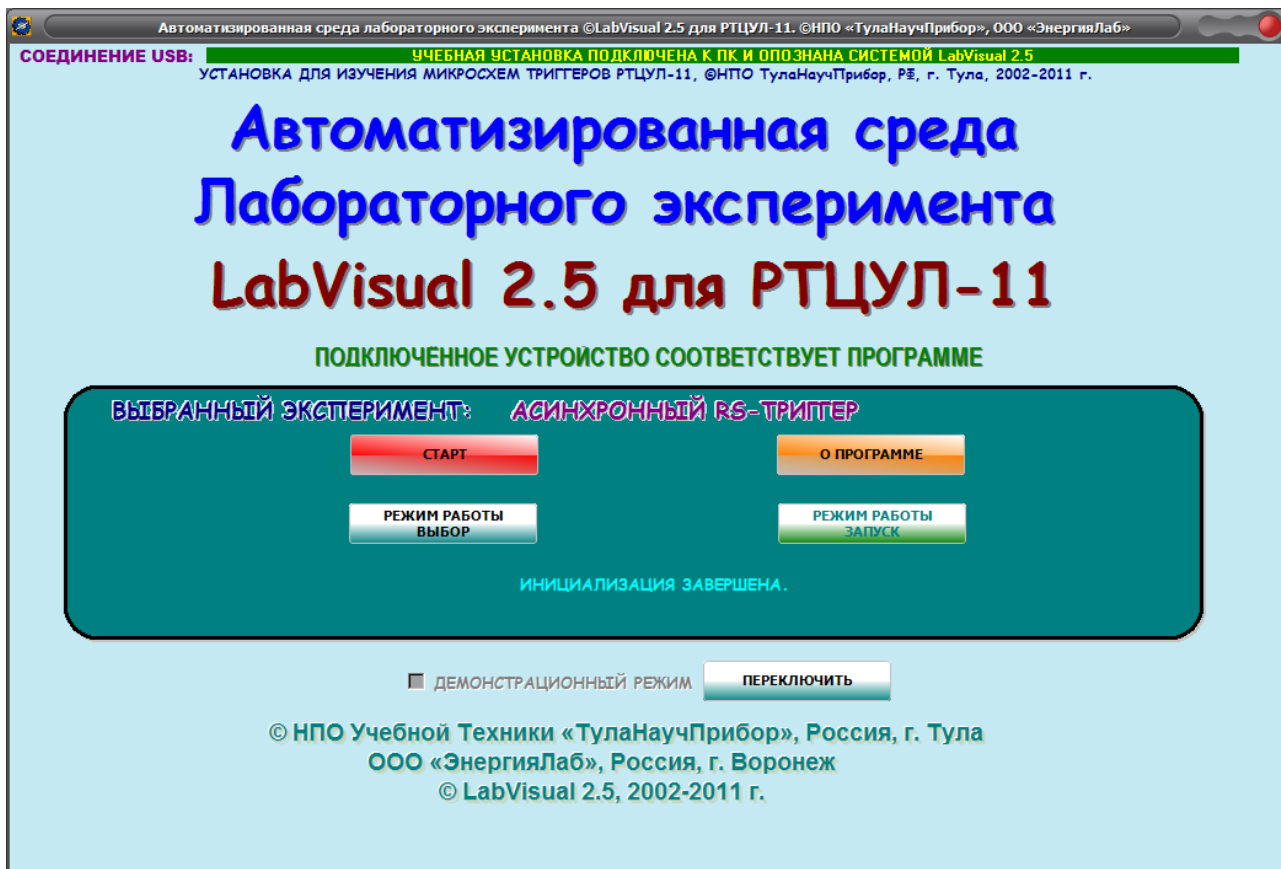 Автоматизированная среда лабораторного эксперимента ©LabVisual 2.5 для РТЦУЛ-11. ©НПО «ТулаНаучПрибор», ООО «ЭнергияЛаб»
СОЕДИНЕНИЕ USB: УЧЕБНАЯ УСТАНОВКА ПОДКЛЮЧЕНА К ПК И ОПОЗНАНА СИСТЕМОЙ LabVisual 2.5
УСТАНОВКА ДЛЯ ИЗУЧЕНИЯ МИКРОСХЕМ ТРИГГЕРОВ РТЦУЛ-11, ©НПО ТулаНаучПрибор, РФ, г. Тула, 2002-2011 г.
Автоматизированная среда
Лабораторного эксперимента
LabVisual 2.5 для РТЦУЛ-11
ПОДКЛЮЧЕННОЕ УСТРОЙСТВО СООТВЕТСТВУЕТ ПРОГРАММЕ
ВЫБРАННЫЙ ЭКСПЕРИМЕНТ: АСИНХРОННЫЙ RS-ТРИГГЕР
СТАРТ
О ПРОГРАММЕ
РЕЖИМ РАБОТЫ
ВЫБОР
РЕЖИМ РАБОТЫ
ЗАПУСК
ИНИЦИАЛИЗАЦИЯ ЗАВЕРШЕНА.
ДЕМОНСТРАЦИОННЫЙ РЕЖИМ
ПЕРЕКЛЮЧИТЬ
© НПО Учебной Техники «ТулаНаучПрибор», Россия, г. Тула
ООО «ЭнергияЛаб», Россия, г. Воронеж
© LabVisual 2.5, 2002-2011 г.